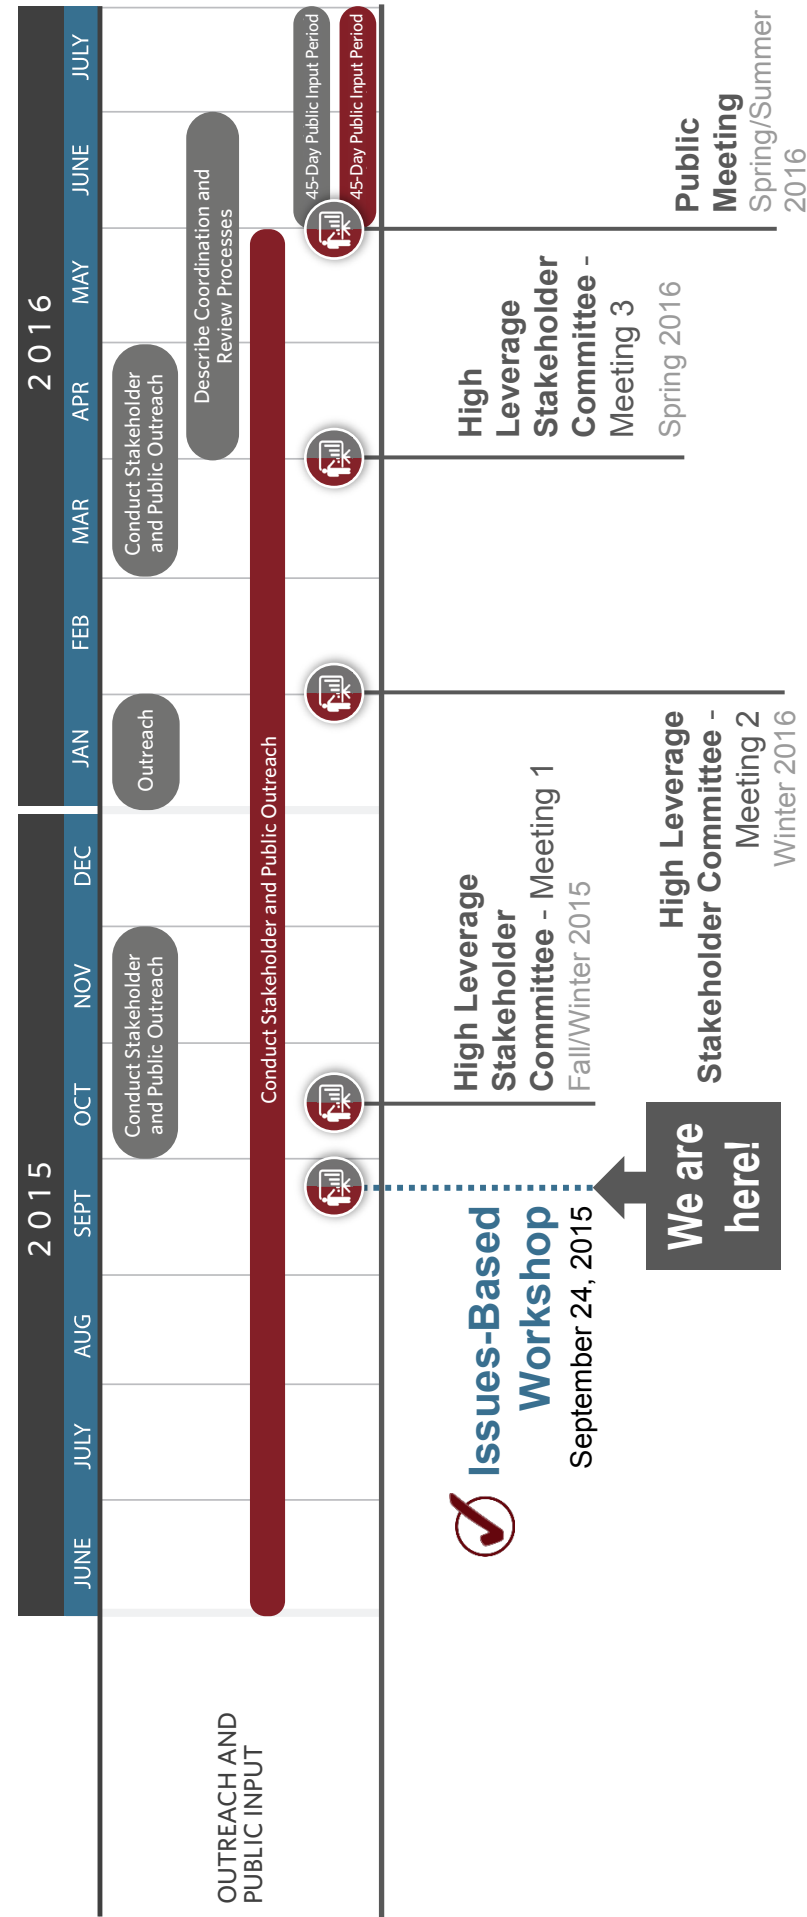 2015
2016
JUNE
JULY
AUG
SEPT
OCT
NOV
DEC
JAN
FEB
MAR
APR
MAY
JUNE
JULY
OUTREACH AND
PUBLIC INPUT
Conduct Stakeholder
and Public Outreach
Outreach
Conduct Stakeholder
and Public Outreach
Describe Coordination and
Review Processes
Conduct Stakeholder and Public Outreach
45-Day Public Input Period
45-Day Public Input Period
Issues-Based
Workshop
September 24, 2015
We are
here!
High Leverage
Stakeholder
Committee - Meeting 1
Fall/Winter 2015
High Leverage
Stakeholder Committee -
Meeting 2
Winter 2016
High
Leverage
Stakeholder
Committee -
Meeting 3
Spring 2016
Public
Meeting
Spring/Summer
2016